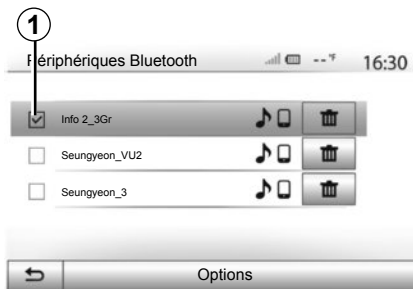 1
Périphériques Bluetooth
--°F 16:30
Info 2_3Gr
Seungyeon_VU2
Seungyeon_3
Options